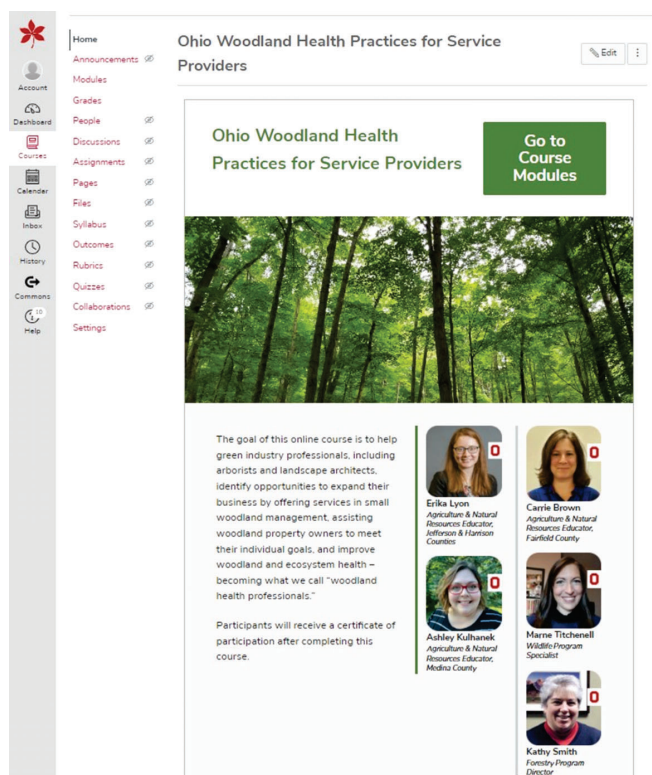 Account
Dashboard
Courses
Calendar
Inbox
History
Commons
10
Help
Home
Announcements
Modules
Grades
People
Discussions
Assignments
Pages
Files
Syllabus
Outcomes
Rubrics
Quizzes
Collaborations
Settings
Ohio Woodland Health Practices for Service
Providers
Edit
Ohio Woodland Health
Practices for Service Providers
Go to
Course
Modules
The goal of this online course is to help
green industry professionals, including
arborists and landscape architects,
identify opportunities to expand their
business by offering services in small
woodland management, assisting
woodland property owners to meet
their individual goals, and improve
woodland and ecosystem health –
becoming what we call "woodland
health professionals."
Participants will receive a certificate of
participation after completing this
course.
O
Erika Lyon
Agriculture & Natural
Resources Educator,
Jefferson & Harrison
Counties
O
Ashley Kulhanek
Agriculture & Natural
Resources Educator,
Medina County
O
Carrie Brown
Agriculture & Natural
Resources Educator,
Fairfield County
O
Marne Titchenell
Wildlife Program
Specialist
O
Kathy Smith
Forestry Program
Director